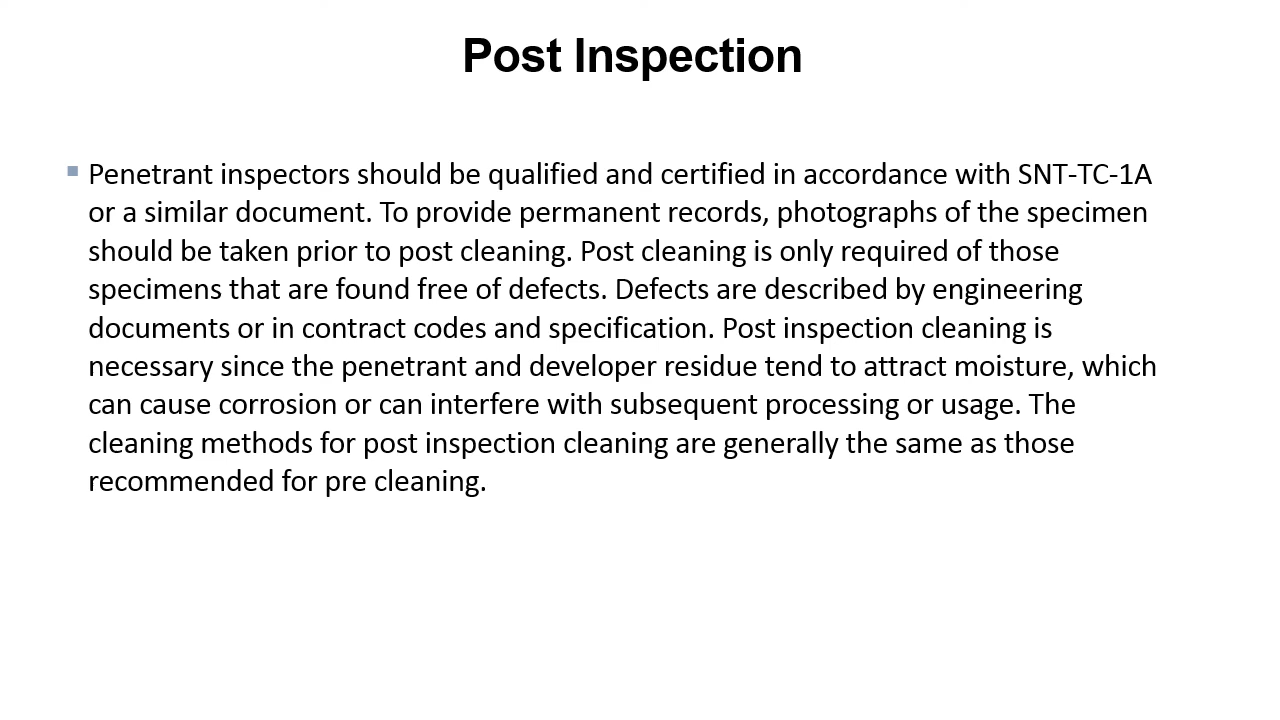 Post Inspection
Penetrant inspectors should be qualified and certified in accordance with SNT-TC-1A
or a similar document. To provide permanent records, photographs of the specimen
should be taken prior to post cleaning. Post cleaning is only required of those
specimens that are found free of defects. Defects are described by engineering
documents or in contract codes and specification. Post inspection cleaning is
necessary since the penetrant and developer residue tend to attract moisture, which
can cause corrosion or can interfere with subsequent processing or usage. The
cleaning methods for post inspection cleaning are generally the same as those
recommended for pre cleaning.